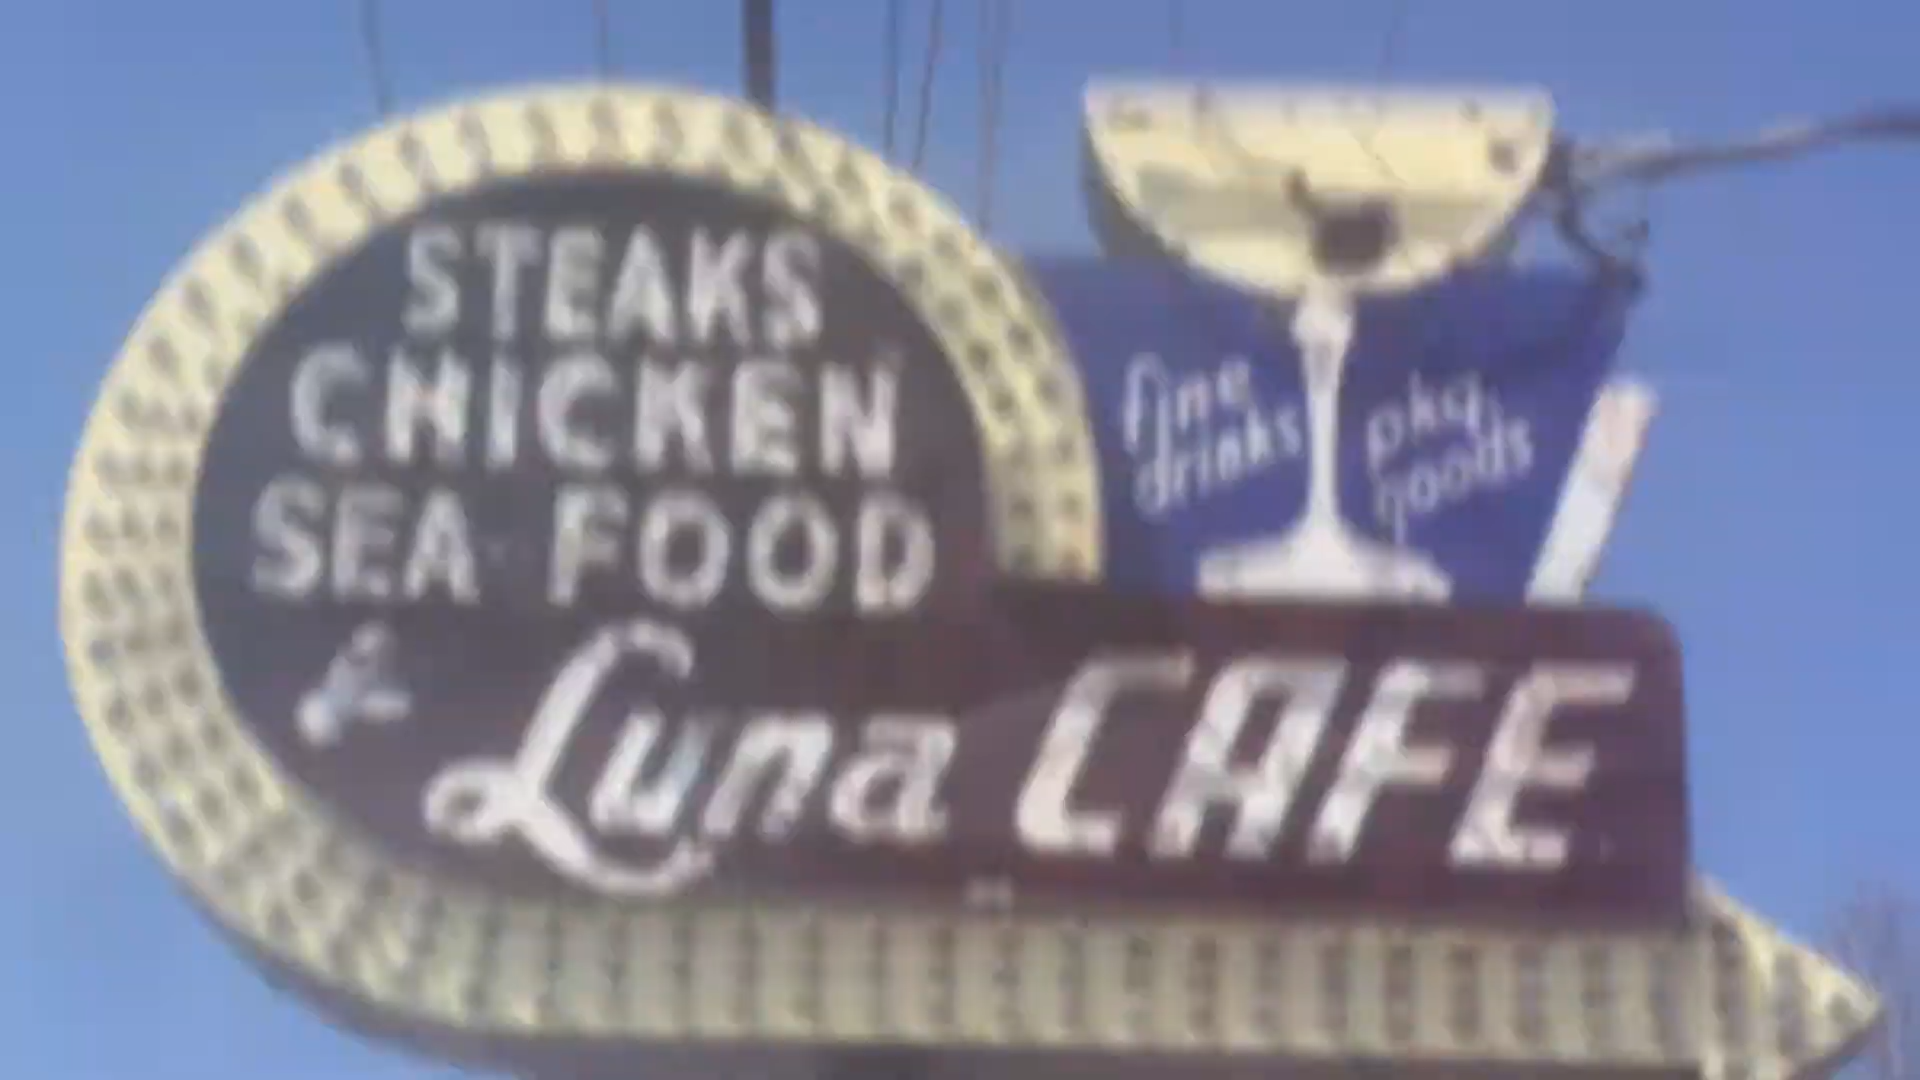 STEAKS
CHICKEN
SEA FOOD
Luna CAFE
fine
drinks
pkg.
goods